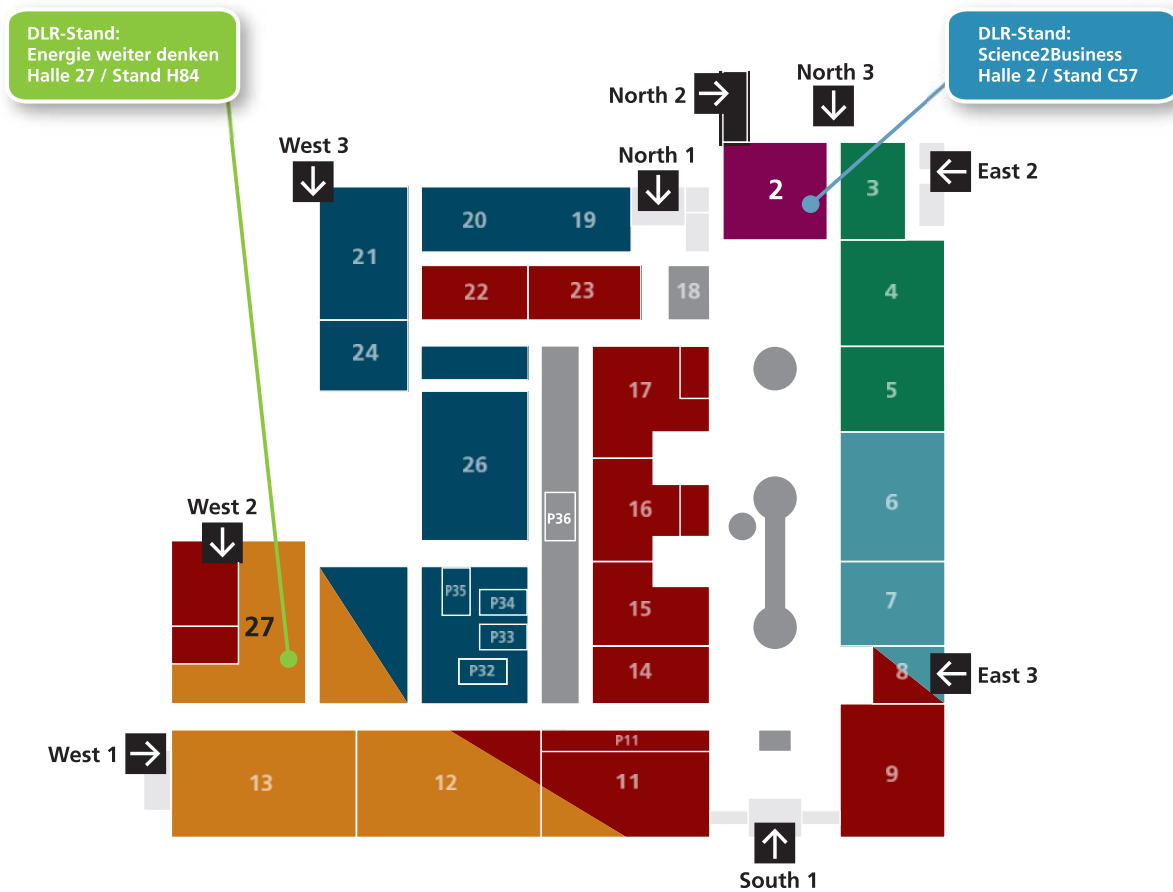 DLR-Stand:
Energie weiter denken
Halle 27 / Stand H84
DLR-Stand:
Science2Business
Halle 2 / Stand C57
North 3
North 2
West 3
North 1
East 2
2
3
20
19
21
4
22
23
18
24
5
17
26
6
16
P36
West 2
P35
P34
7
15
27
P33
P32
14
8
East 3
West 1
P11
13
12
11
9
South 1